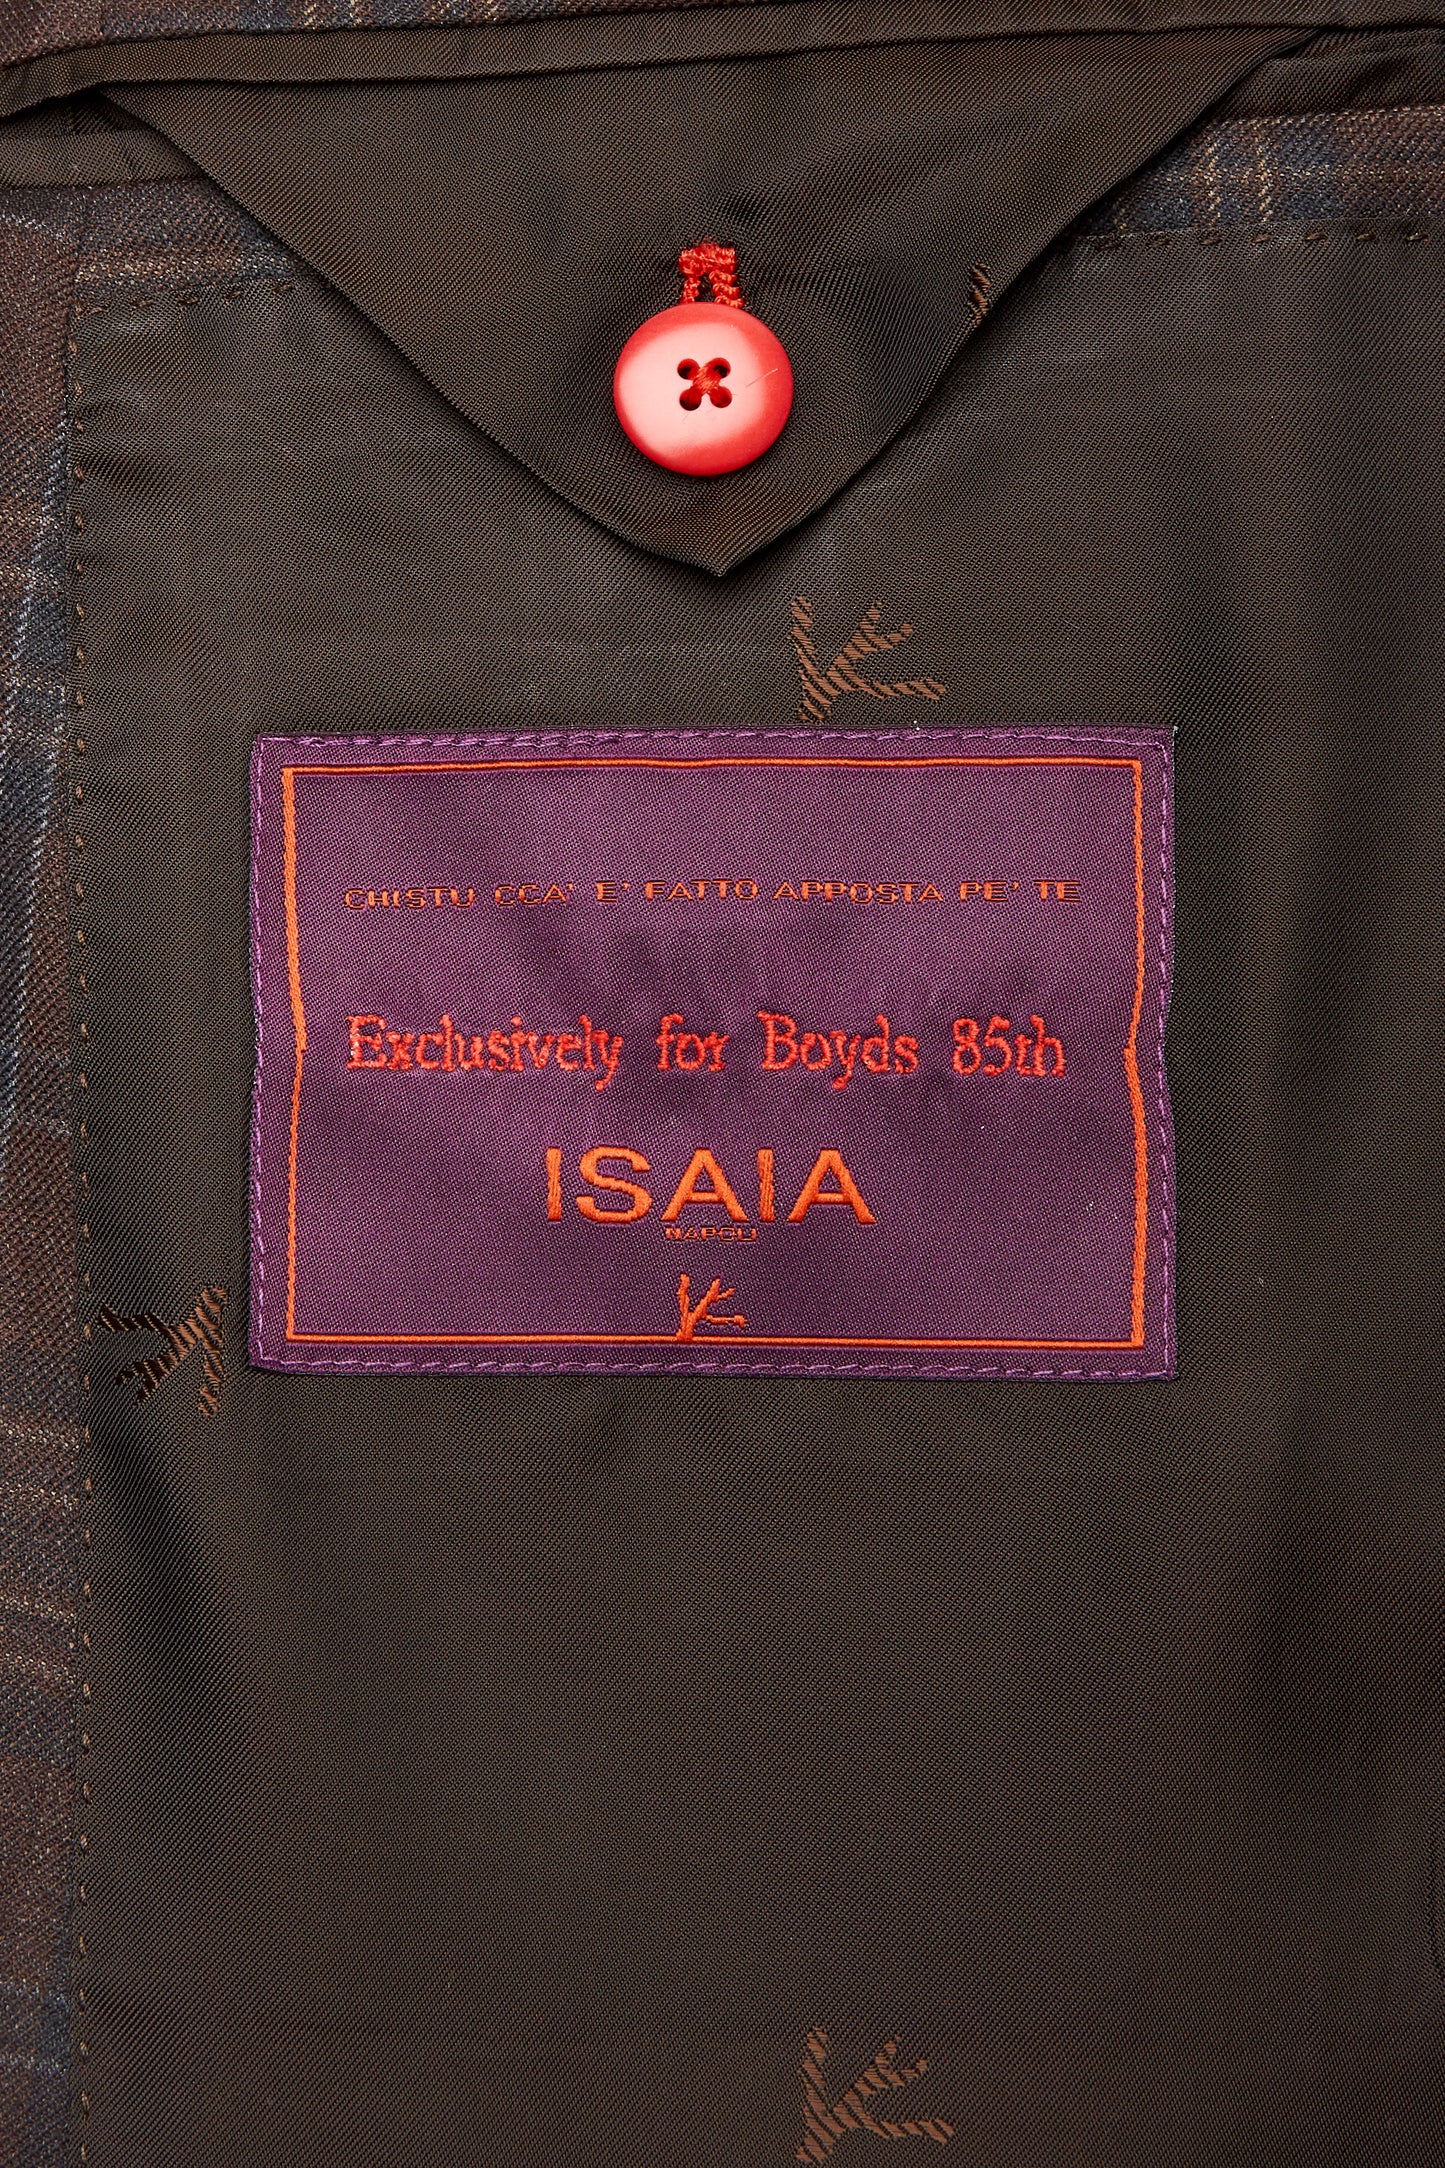 CHISTU CCA' E' FATTO APPOSTA PE' TE
Exclusively for Boyds 85th
ISAIA
NAPOLI